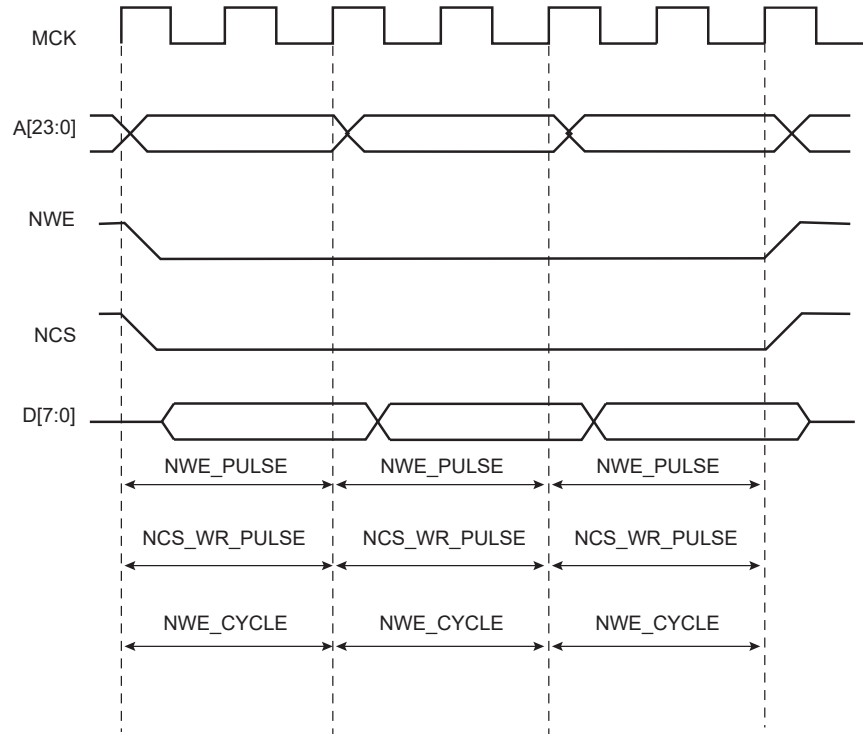 MCK
A[23:0]
NWE
NCS
D[7:0]
NWE_PULSE NWE_PULSE NWE_PULSE
NCS_WR_PULSE NCS_WR_PULSE NCS_WR_PULSE
NWE_CYCLE NWE_CYCLE NWE_CYCLE